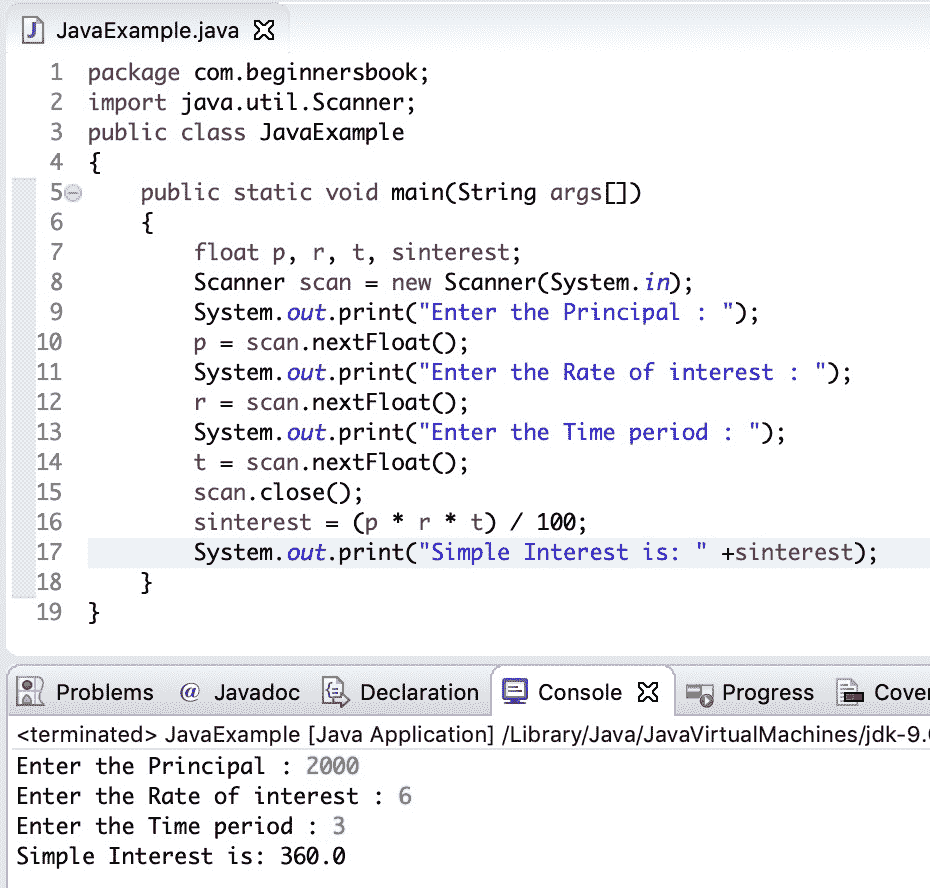 JavaExample.java
1 package com.beginnersbook;
2 import java.util.Scanner;
3 public class JavaExample
4 {
5     public static void main(String args[])
6     {
7         float p, r, t, sinterest;
8         Scanner scan = new Scanner(System.in);
9         System.out.print("Enter the Principal : ");
10         p = scan.nextFloat();
11         System.out.print("Enter the Rate of interest : ");
12         r = scan.nextFloat();
13         System.out.print("Enter the Time period : ");
14         t = scan.nextFloat();
15         scan.close();
16         sinterest = (p * r * t) / 100;
17         System.out.print("Simple Interest is: " +sinterest);
18     }
19 }
Problems @ Javadoc Declaration Console Progress Cover
<terminated> JavaExample [Java Application] /Library/Java/JavaVirtualMachines/jdk-9.
Enter the Principal : 2000
Enter the Rate of interest : 6
Enter the Time period : 3
Simple Interest is: 360.0